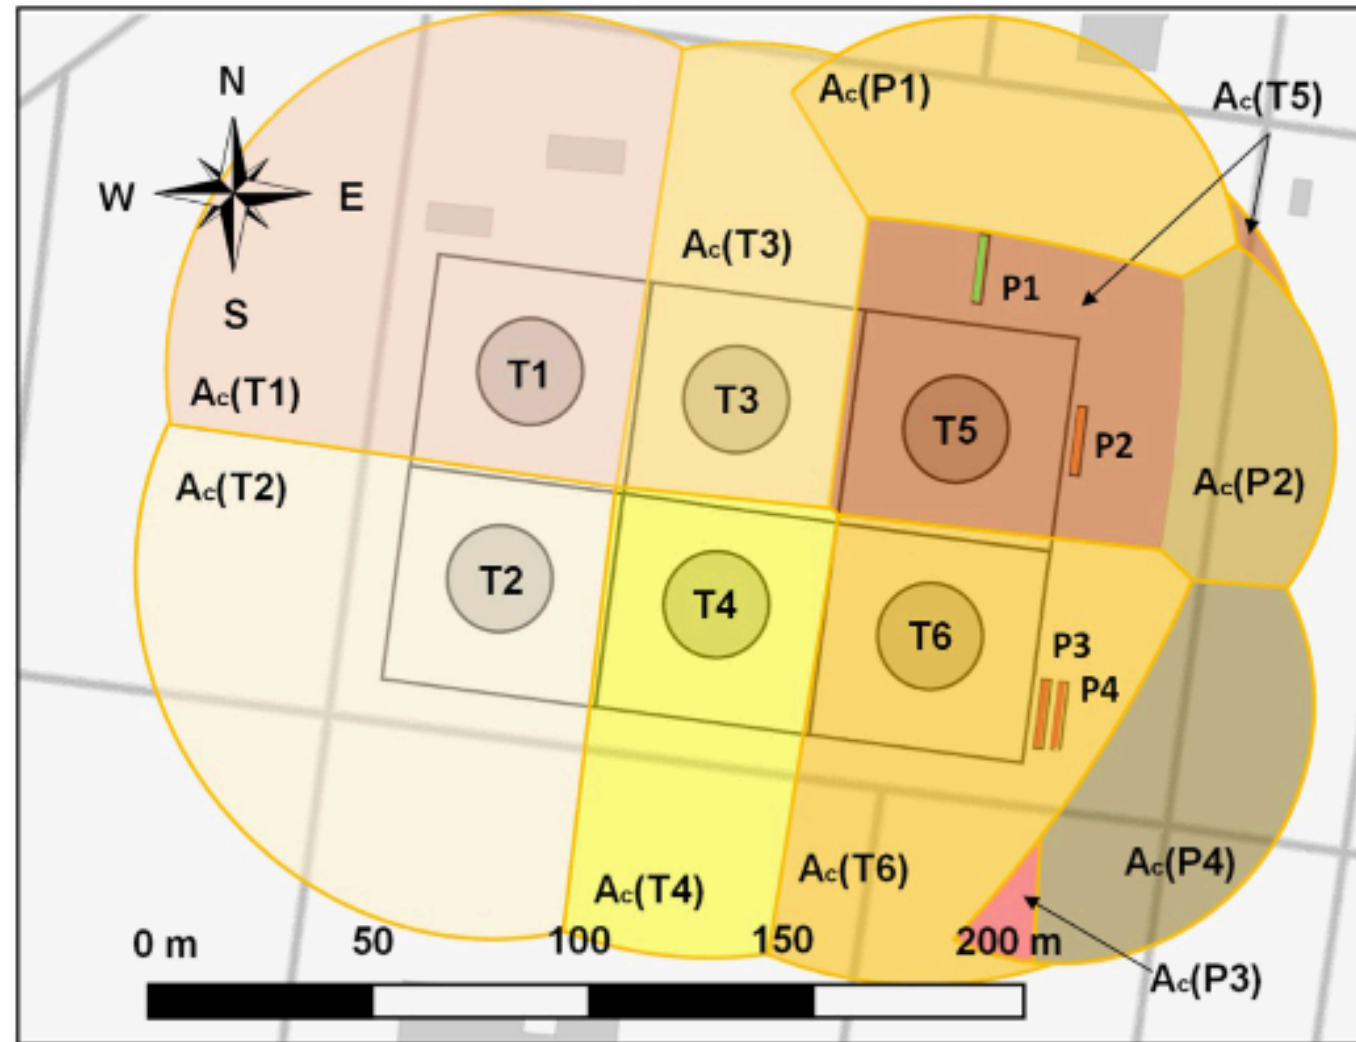 N
W
E
S
Ac(P1)
Ac(T5)
Ac(T3)
P1
T1
T3
T5
Ac(T1)
P2
Ac(T2)
Ac(P2)
T2
T4
T6
P3
P4
Ac(T4)
Ac(T6)
Ac(P4)
0 m 50 100 150 200 m
Ac(P3)